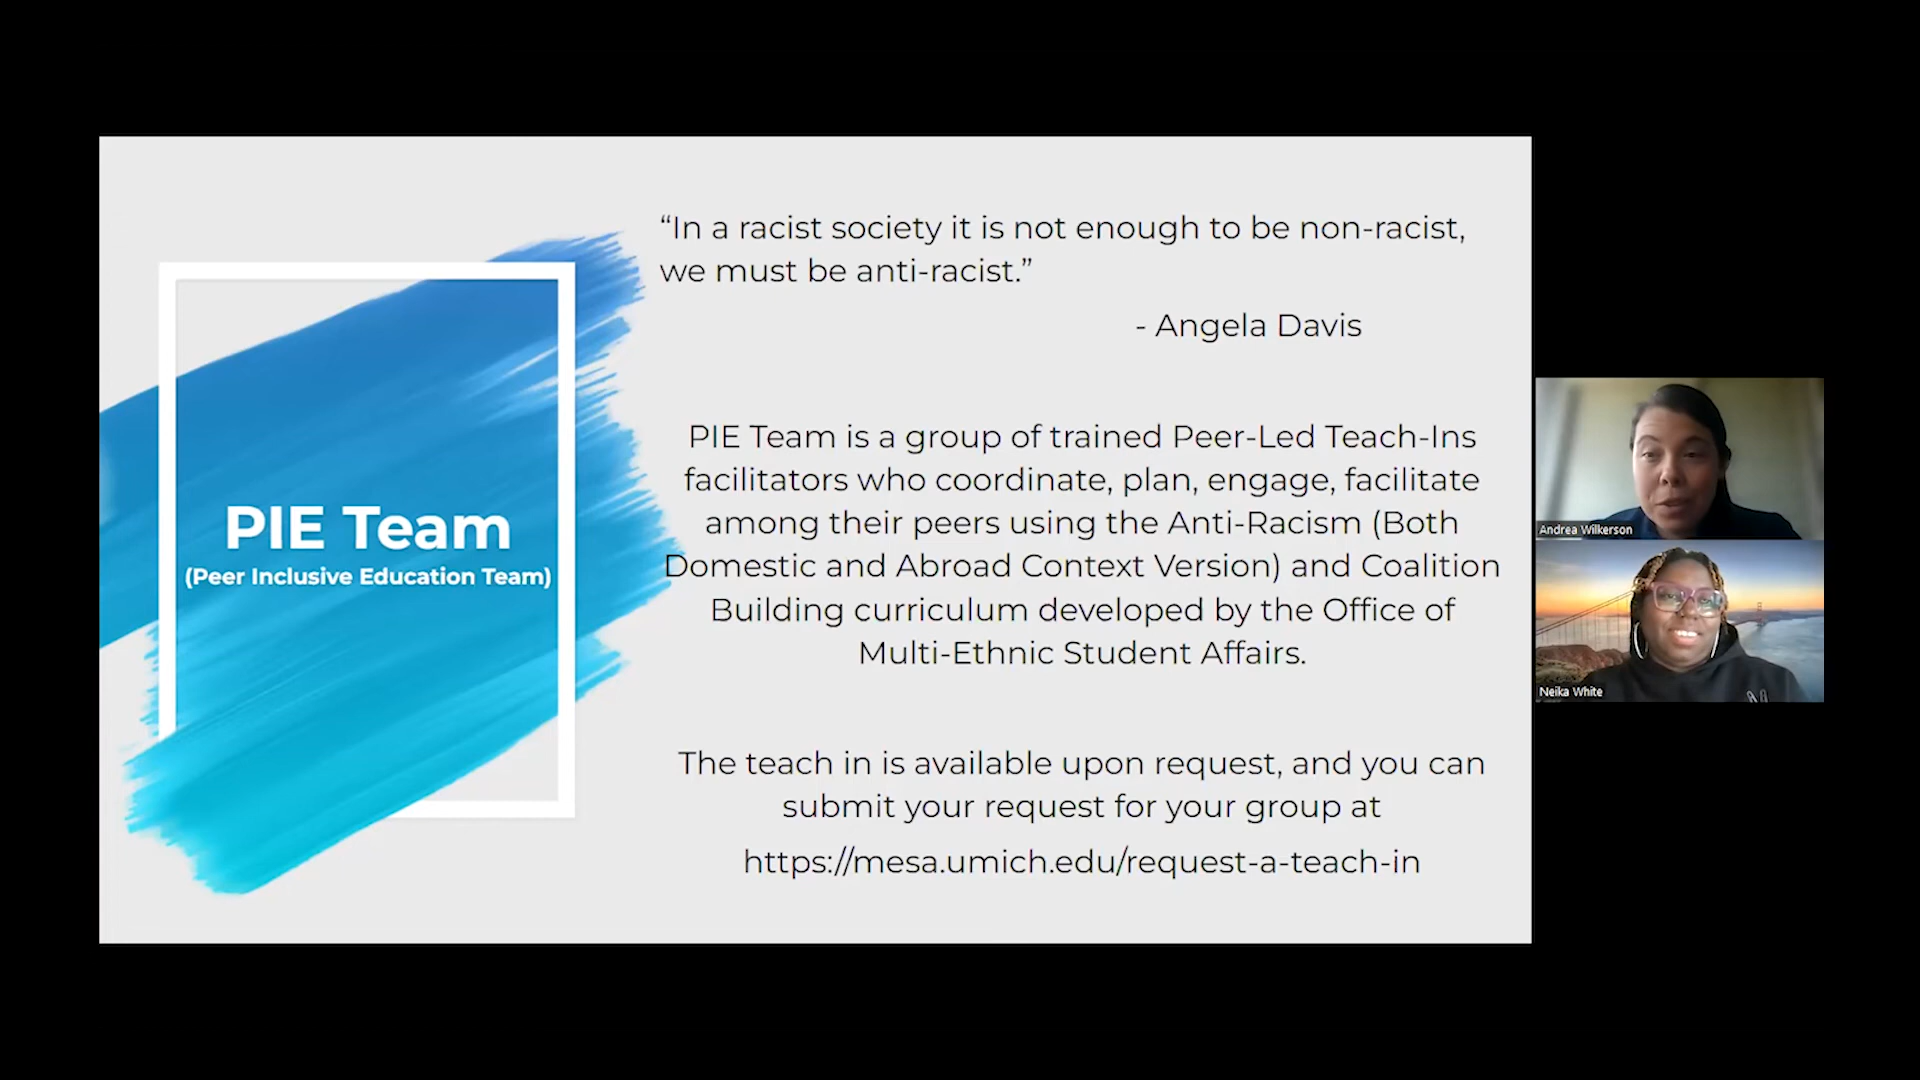 PIE Team
(Peer Inclusive Education Team)
“In a racist society it is not enough to be non-racist,
we must be anti-racist.”
- Angela Davis
PIE Team is a group of trained Peer-Led Teach-Ins
facilitators who coordinate, plan, engage, facilitate
among their peers using the Anti-Racism (Both
Domestic and Abroad Context Version) and Coalition
Building curriculum developed by the Office of
Multi-Ethnic Student Affairs.
The teach in is available upon request, and you can
submit your request for your group at
https://mesa.umich.edu/request-a-teach-in
Andrea Wilkerson
Neika White